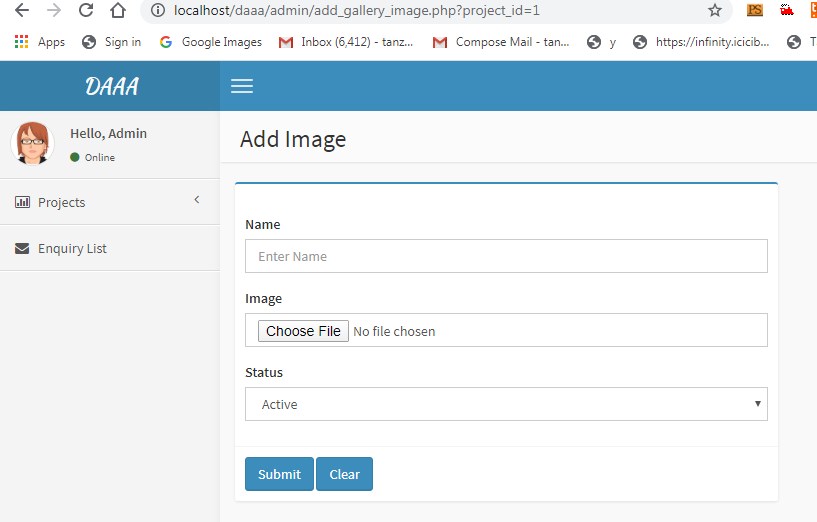 localhost/daaa/admin/add_gallery_image.php?project_id=1
Apps Sign in Google Images Inbox (6,412) - tanz... Compose Mail - tan... y https://infinity.icicib...
DAAA
Hello, Admin
Online
Projects
Enquiry List
Add Image
Name
Enter Name
Image
Choose File No file chosen
Status
Active
Submit Clear